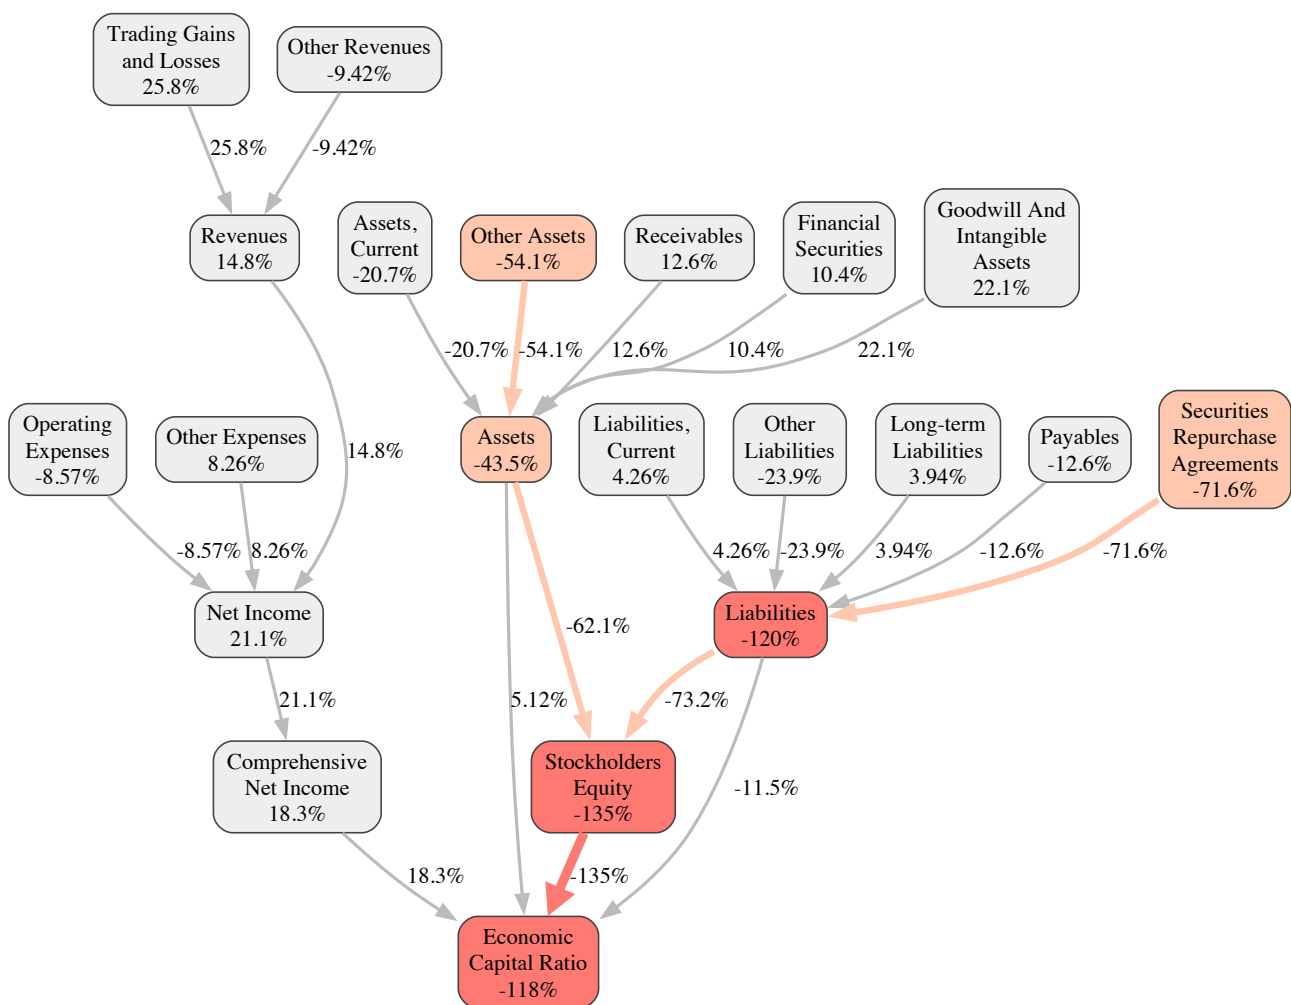 Trading Gains
and Losses
25.8%
Other Revenues
-9.42%
25.8%
-9.42%
Revenues
14.8%
Assets,
Current
-20.7%
Other Assets
-54.1%
Receivables
12.6%
Financial
Securities
10.4%
Goodwill And
Intangible
Assets
22.1%
-20.7%
-54.1%
12.6%
10.4%
22.1%
Operating
Expenses
-8.57%
Other Expenses
8.26%
14.8%
Assets
-43.5%
Liabilities,
Current
4.26%
Other
Liabilities
-23.9%
Long-term
Liabilities
3.94%
Payables
-12.6%
Securities
Repurchase
Agreements
-71.6%
-8.57%
8.26%
4.26%
-23.9%
3.94%
-12.6%
-71.6%
Net Income
21.1%
-62.1%
Liabilities
-120%
21.1%
5.12%
-73.2%
Comprehensive
Net Income
18.3%
Stockholders
Equity
-135%
-11.5%
18.3%
-135%
Economic
Capital Ratio
-118%